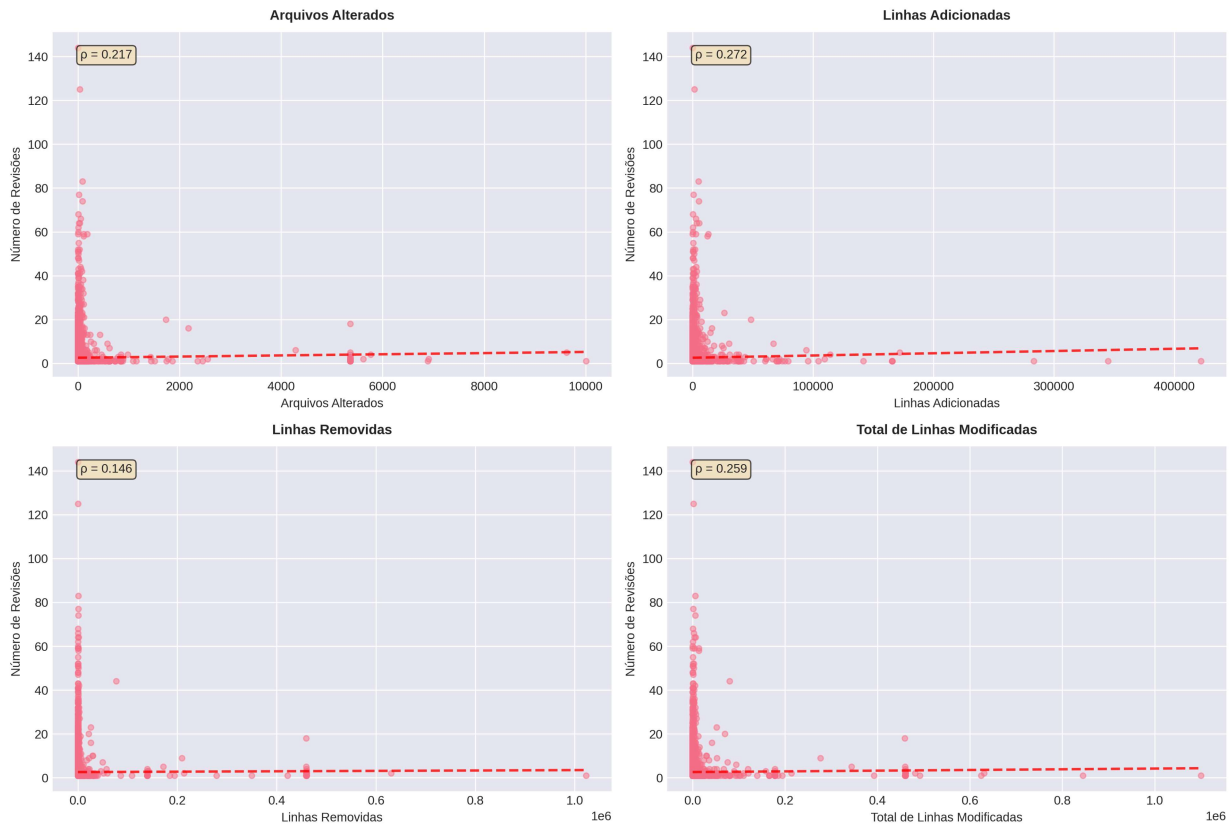 Arquivos Alterados
ρ = 0.217
Número de Revisões
140
120
100
80
60
40
20
0
0 2000 4000 6000 8000 10000
Arquivos Alterados
Linhas Adicionadas
ρ = 0.272
Número de Revisões
140
120
100
80
60
40
20
0
0 100000 200000 300000 400000
Linhas Adicionadas
Linhas Removidas
ρ = 0.146
Número de Revisões
140
120
100
80
60
40
20
0
0.0 0.2 0.4 0.6 0.8 1.0
1e6
Linhas Removidas
Total de Linhas Modificadas
ρ = 0.259
Número de Revisões
140
120
100
80
60
40
20
0
0.0 0.2 0.4 0.6 0.8 1.0
1e6
Total de Linhas Modificadas